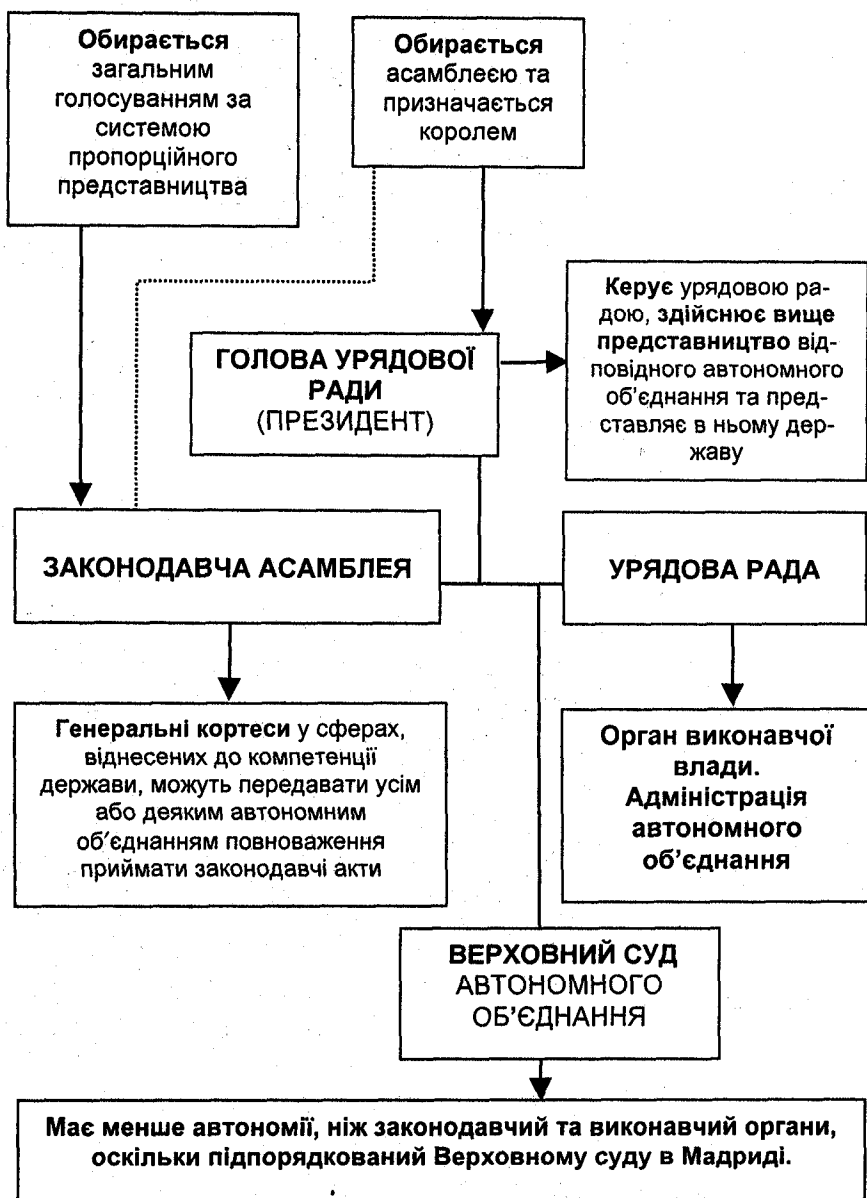 Обирається
загальним
голосуванням за
системою
пропорційного
представництва
Обирається
асамблеєю та
призначається
королем
Керує урядовою ра-
дою, здійснює вище
представництво від-
повідного автономного
об'єднання та пред-
ставляє в ньому дер-
жаву
ГОЛОВА УРЯДОВОЇ
РАДИ
(ПРЕЗИДЕНТ)
ЗАКОНОДАВЧА АСАМБЛЕЯ
УРЯДОВА РАДА
Генеральні кортеси у сферах,
віднесених до компетенції
держави, можуть передавати усім
або деяким автономним
об'єднанням повноваження
приймати законодавчі акти
Орган виконавчої
влади.
Адміністрація
автономного
об'єднання
ВЕРХОВНИЙ СУД
АВТОНОМНОГО
ОБ'ЄДНАННЯ
Має менше автономії, ніж законодавчий та виконавчий органи,
оскільки підпорядкований Верховному суду в Мадриді.